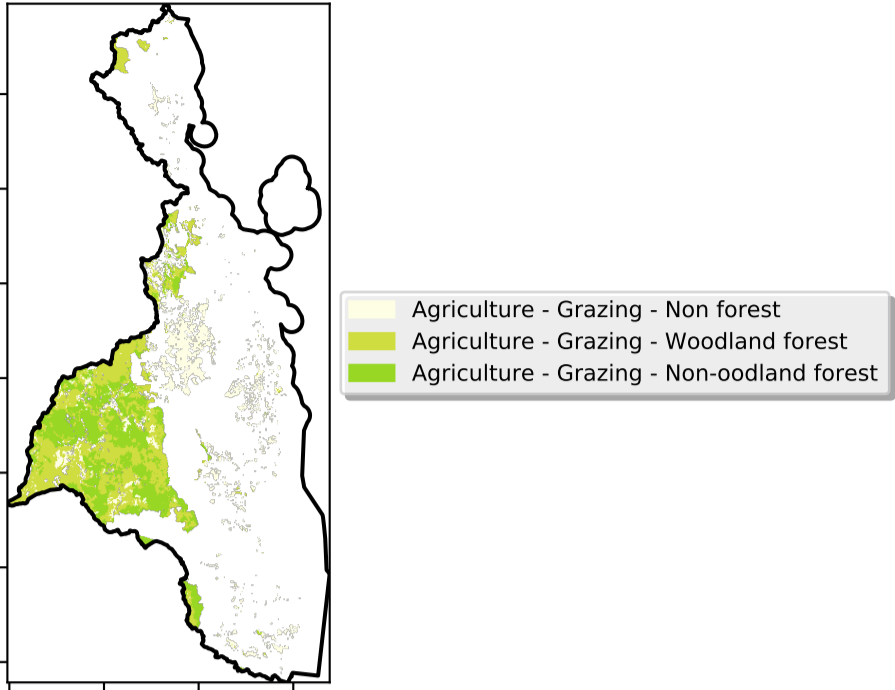 Agriculture - Grazing - Non forest
Agriculture - Grazing - Woodland forest
Agriculture - Grazing - Non-oodland forest